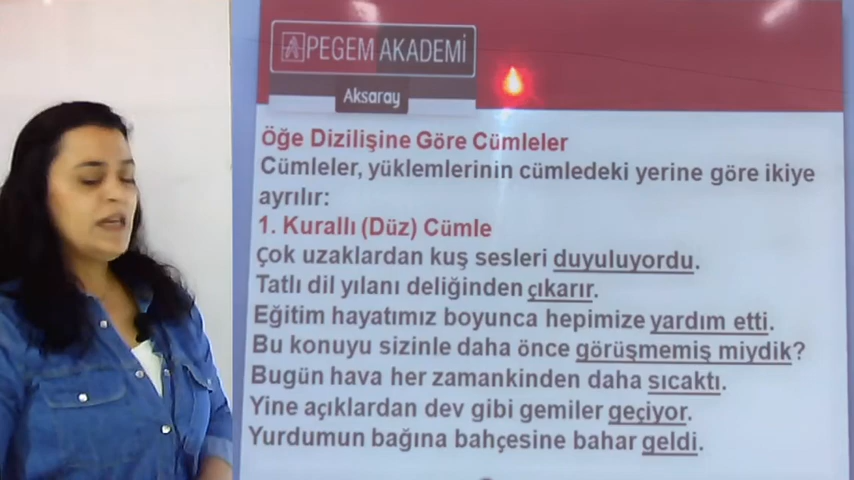 PEGEM AKADEMİ
Aksaray
Öğe Dizilişine Göre Cümleler
Cümleler, yüklemlerinin cümledeki yerine göre ikiye
ayrılır:
1. Kurallı (Düz) Cümle
Çok uzaklardan kuş sesleri duyuluyordu.
Tatlı dil yılanı deliğinden çıkarır.
Eğitim hayatımız boyunca hepimize yardım etti.
Bu konuyu sizinle daha önce görüşmemiş miydik?
Bugün hava her zamankinden daha sıcaktı.
Yine açıklardan dev gibi gemiler geçiyor.
Yurdumun bağına bahçesine bahar geldi.